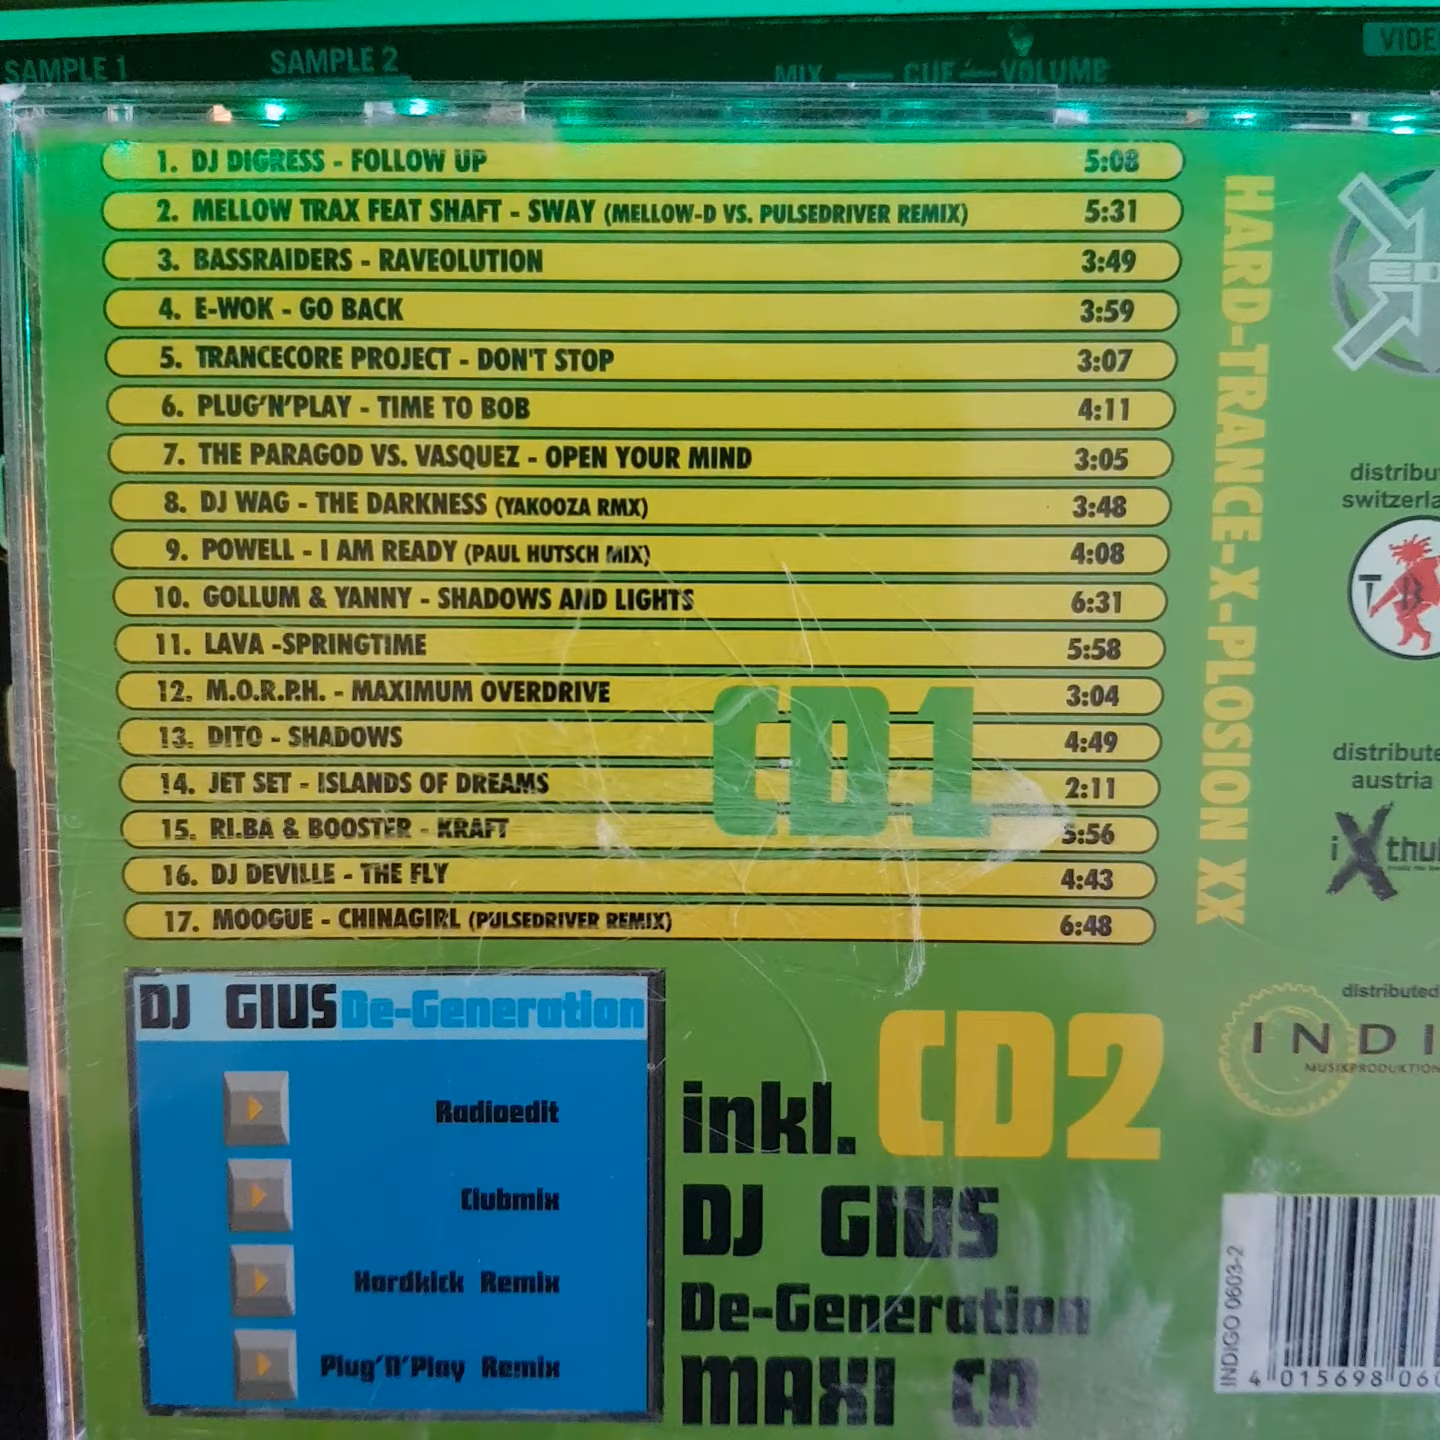 SAMPLE 1
SAMPLE 2
MIX CUE VOLUME
1. DJ DIGRESS - FOLLOW UP 5:08
2. MELLOW TRAX FEAT SHAFT - SWAY (MELLOW-D VS. PULSEDRIVER REMIX) 5:31
3. BASSRAIDERS - RAVEOLUTION 3:49
4. E-WOK - GO BACK 3:59
5. TRANCECORE PROJECT - DON'T STOP 3:07
6. PLUG'N'PLAY - TIME TO BOB 4:11
7. THE PARAGOD VS. VASQUEZ - OPEN YOUR MIND 3:05
8. DJ WAG - THE DARKNESS (YAKOOZA RMX) 3:48
9. POWELL - I AM READY (PAUL HUTSCH MIX) 4:08
10. GOLLUM & YANNY - SHADOWS AND LIGHTS 6:31
11. LAVA -SPRINGTIME 5:58
12. M.O.R.P.H. - MAXIMUM OVERDRIVE 3:04
13. DITO - SHADOWS 4:49
14. JET SET - ISLANDS OF DREAMS 2:11
15. RI.BA & BOOSTER - KRAFT 5:56
16. DJ DEVILLE - THE FLY 4:43
17. MOOGUE - CHINAGIRL (PULSEDRIVER REMIX) 6:48
CD1
HARD-TRANCE-X-PLOSION XX
DJ GIUS De-Generation
Radioedit
Clubmix
Hardkick Remix
Plug'n'Play Remix
inkl. CD2
DJ GIUS
De-Generation
MAXI CD
distributed
INDIGO 0603-2